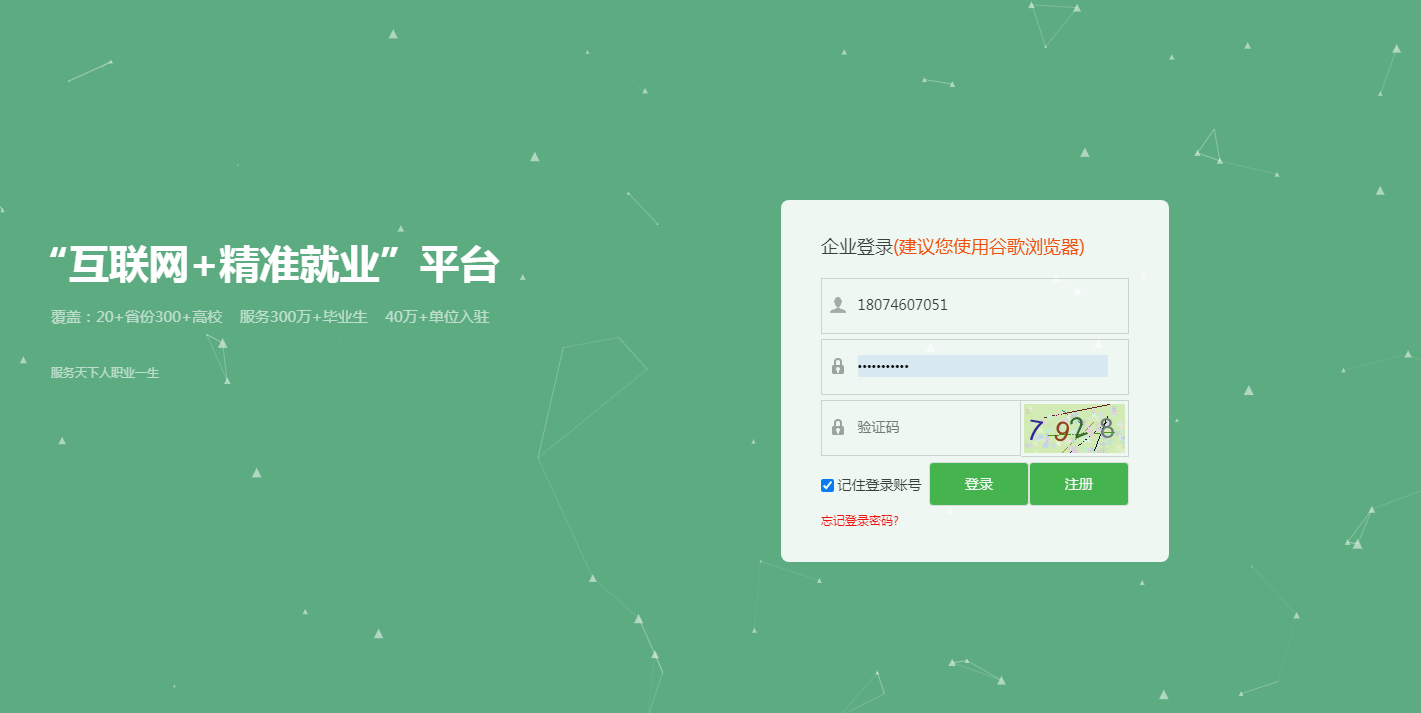 “互联网+精准就业”平台
覆盖：20+省份300+高校 服务300万+毕业生 40万+单位入驻
服务天下人职业一生
企业登录(建议您使用谷歌浏览器)
18074607051
•••••••••••
验证码 7928
记住登录账号 登录 注册
忘记登录密码?